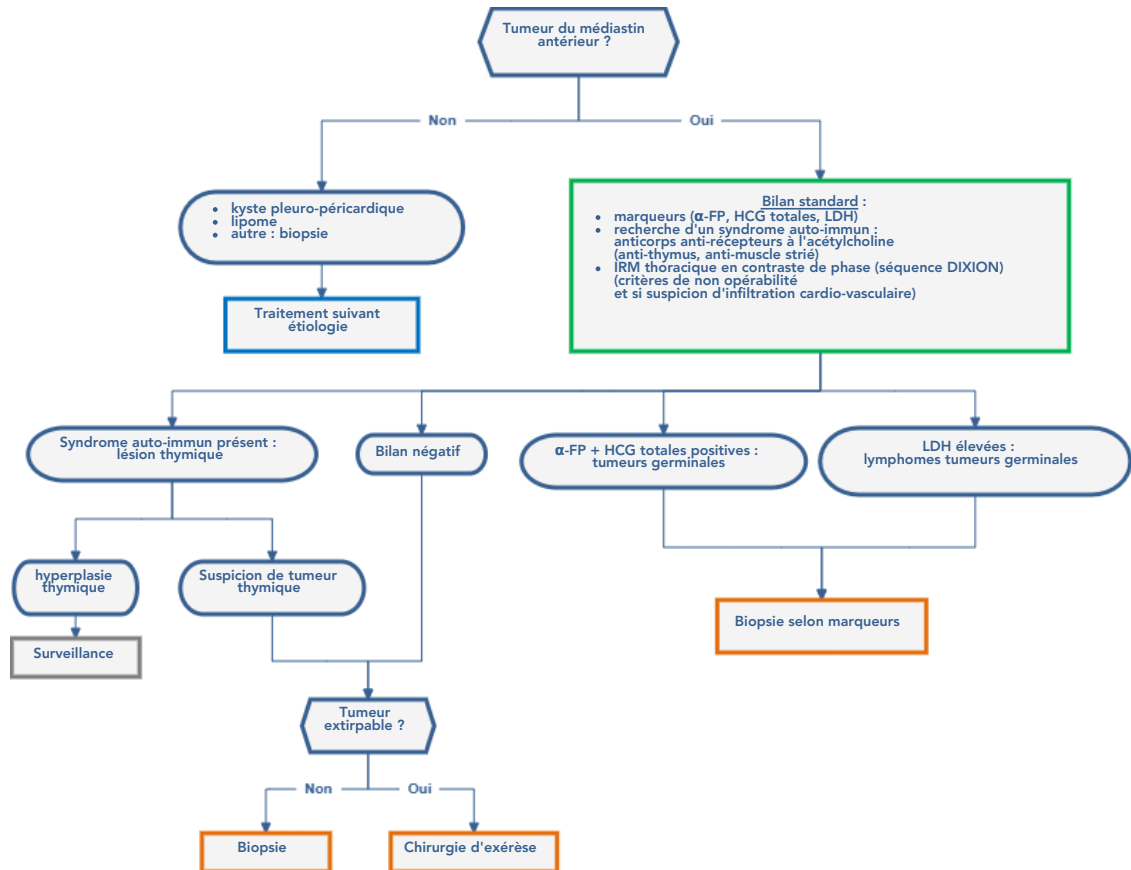 Tumeur du médiastin
antérieur ?
Non
Oui
• kyste pleuro-péricardique
• lipome
• autre : biopsie
Traitement suivant
étiologie
Bilan standard :
• marqueurs (α-FP, HCG totales, LDH)
• recherche d'un syndrome auto-immun :
anticorps anti-récepteurs à l'acétylcholine
(anti-thymus, anti-muscle strié)
• IRM thoracique en contraste de phase (séquence DIXION)
(critères de non opérabilité
et si suspicion d'infiltration cardio-vasculaire)
Syndrome auto-immun présent :
lésion thymique
Bilan négatif
α-FP + HCG totales positives :
tumeurs germinales
LDH élevées :
lymphomes tumeurs germinales
hyperplasie
thymique
Suspicion de tumeur
thymique
Surveillance
Biopsie selon marqueurs
Tumeur
extirpable ?
Non
Oui
Biopsie
Chirurgie d'exérèse